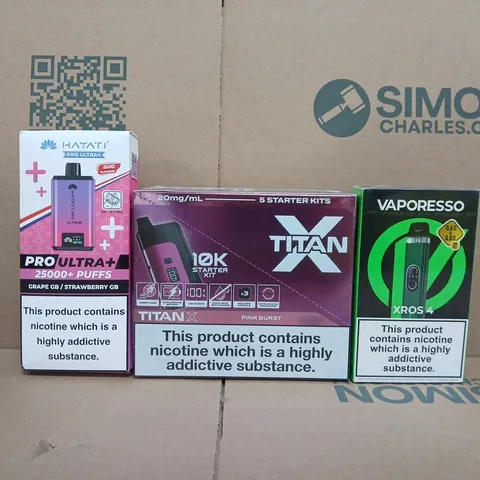 SIMO
CHARLES.C
HAYATI
PRO ULTRA+
DUO
PRO ULTRA+
25000+ PUFFS
GRAPE GB / STRAWBERRY GB
This product contains
nicotine which is a
highly addictive
substance.
20mg/mL
5 STARTER KITS
10K
STARTER
KIT
TITAN
X
TITAN X
PINK BURST
This product contains
nicotine which is a highly
addictive substance.
VAPORESSO
XROS 4
This product contains
nicotine which is a highly
addictive substance.
SIMON